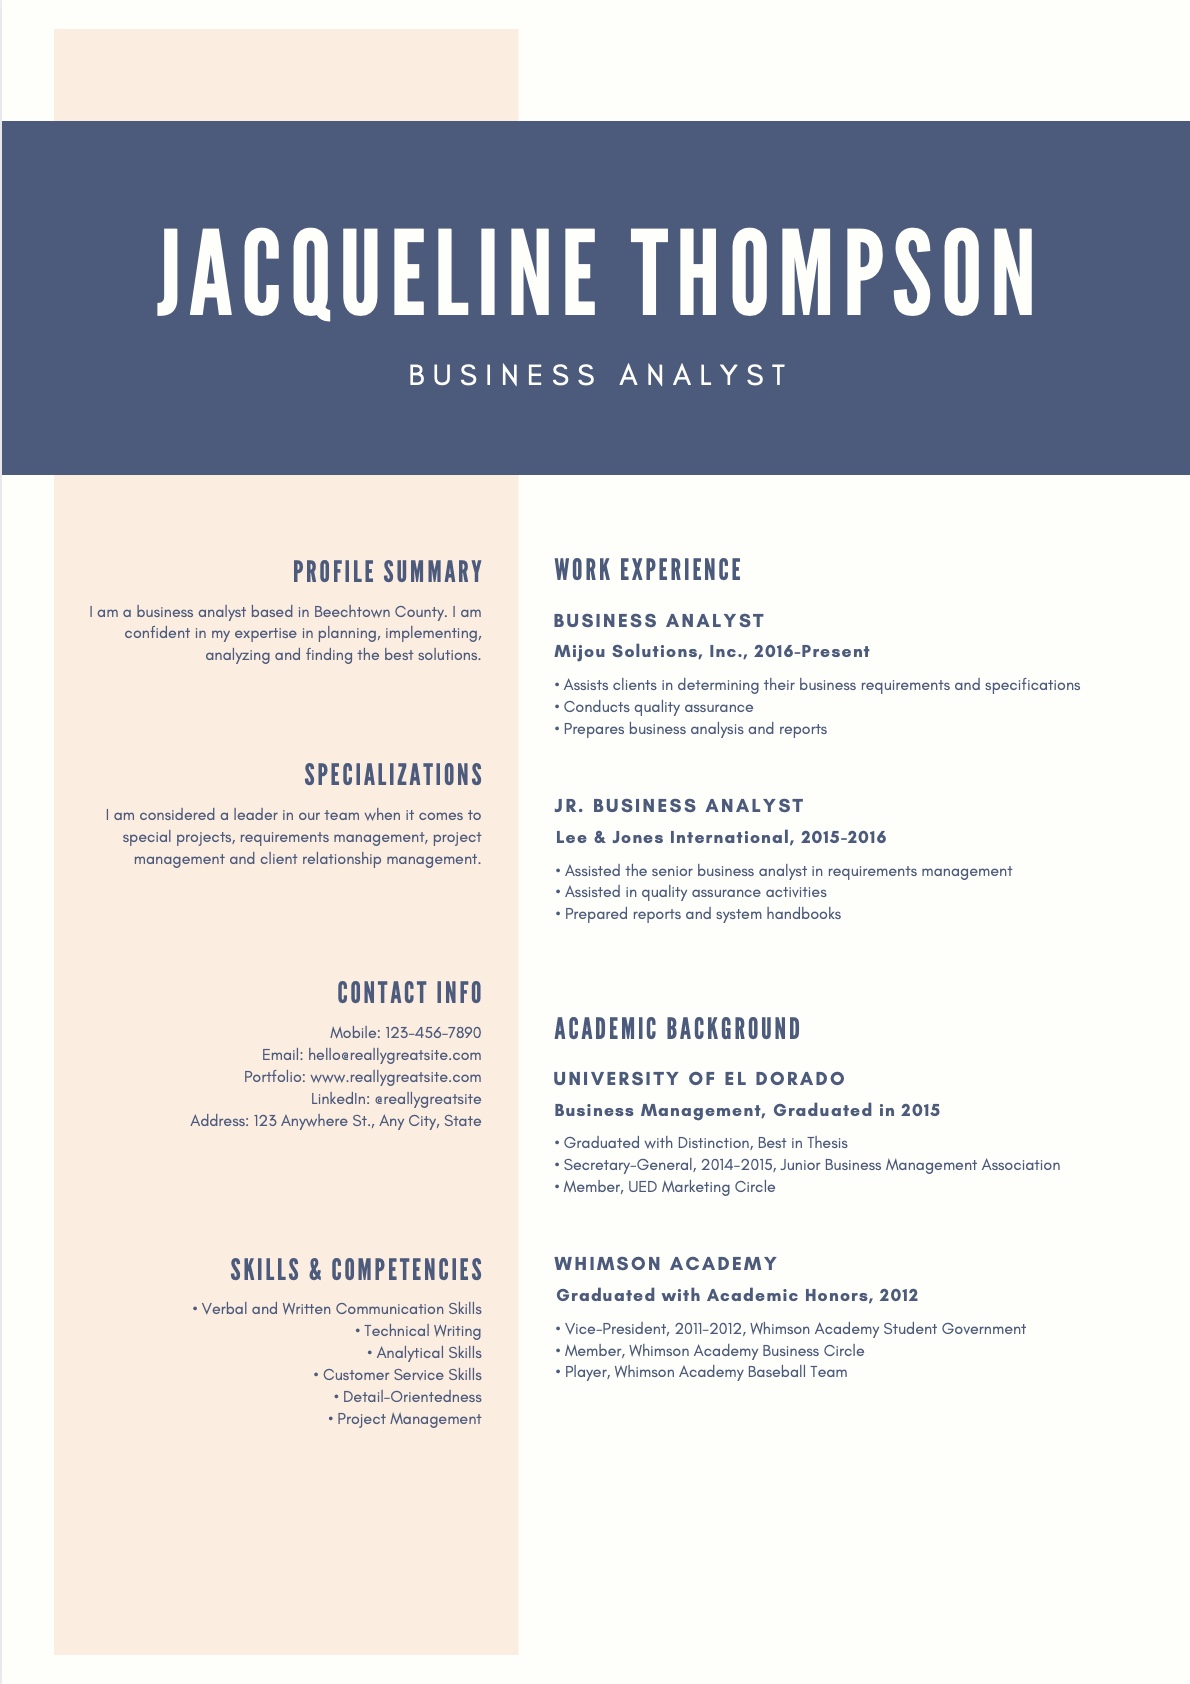 JACQUELINE THOMPSON
BUSINESS ANALYST
PROFILE SUMMARY
I am a business analyst based in Beechtown County. I am
confident in my expertise in planning, implementing,
analyzing and finding the best solutions.
SPECIALIZATIONS
I am considered a leader in our team when it comes to
special projects, requirements management, project
management and client relationship management.
CONTACT INFO
Mobile: 123-456-7890
Email: hello@reallygreatsite.com
Portfolio: www.reallygreatsite.com
LinkedIn: @reallygreatsite
Address: 123 Anywhere St., Any City, State
SKILLS & COMPETENCIES
• Verbal and Written Communication Skills
• Technical Writing
• Analytical Skills
• Customer Service Skills
• Detail-Orientedness
• Project Management
WORK EXPERIENCE
BUSINESS ANALYST
Mijou Solutions, Inc., 2016-Present
• Assists clients in determining their business requirements and specifications
• Conducts quality assurance
• Prepares business analysis and reports
JR. BUSINESS ANALYST
Lee & Jones International, 2015-2016
• Assisted the senior business analyst in requirements management
• Assisted in quality assurance activities
• Prepared reports and system handbooks
ACADEMIC BACKGROUND
UNIVERSITY OF EL DORADO
Business Management, Graduated in 2015
• Graduated with Distinction, Best in Thesis
• Secretary-General, 2014-2015, Junior Business Management Association
• Member, UED Marketing Circle
WHIMSON ACADEMY
Graduated with Academic Honors, 2012
• Vice-President, 2011-2012, Whimson Academy Student Government
• Member, Whimson Academy Business Circle
• Player, Whimson Academy Baseball Team